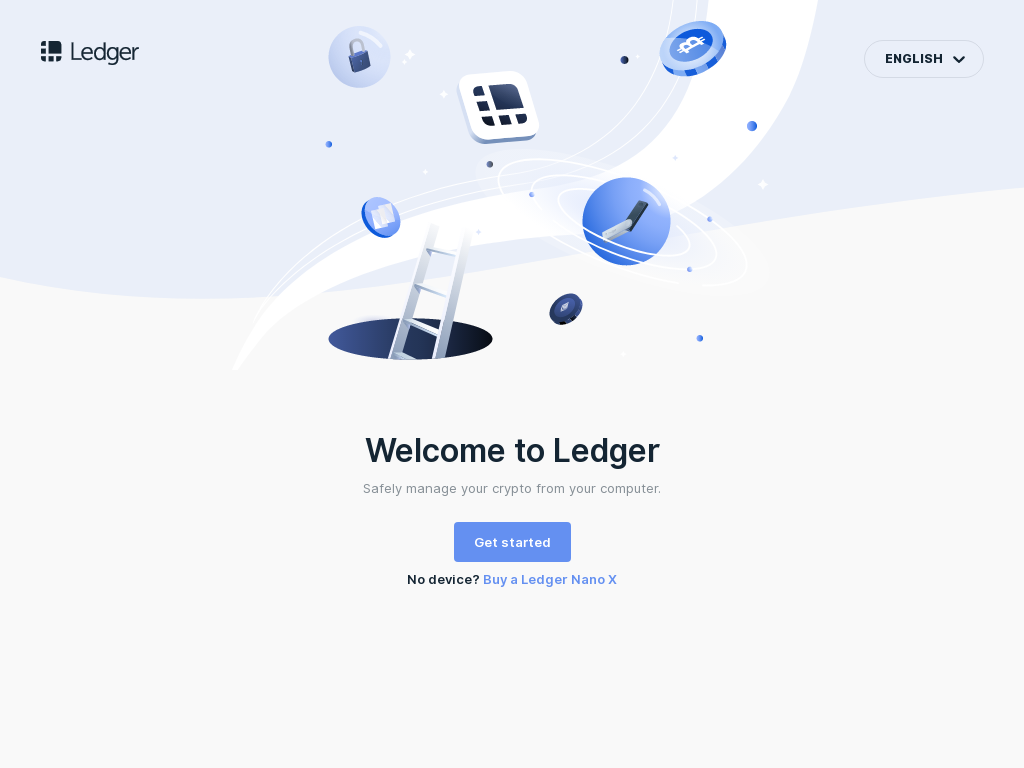 Ledger
ENGLISH
Welcome to Ledger
Safely manage your crypto from your computer.
Get started
No device? Buy a Ledger Nano X